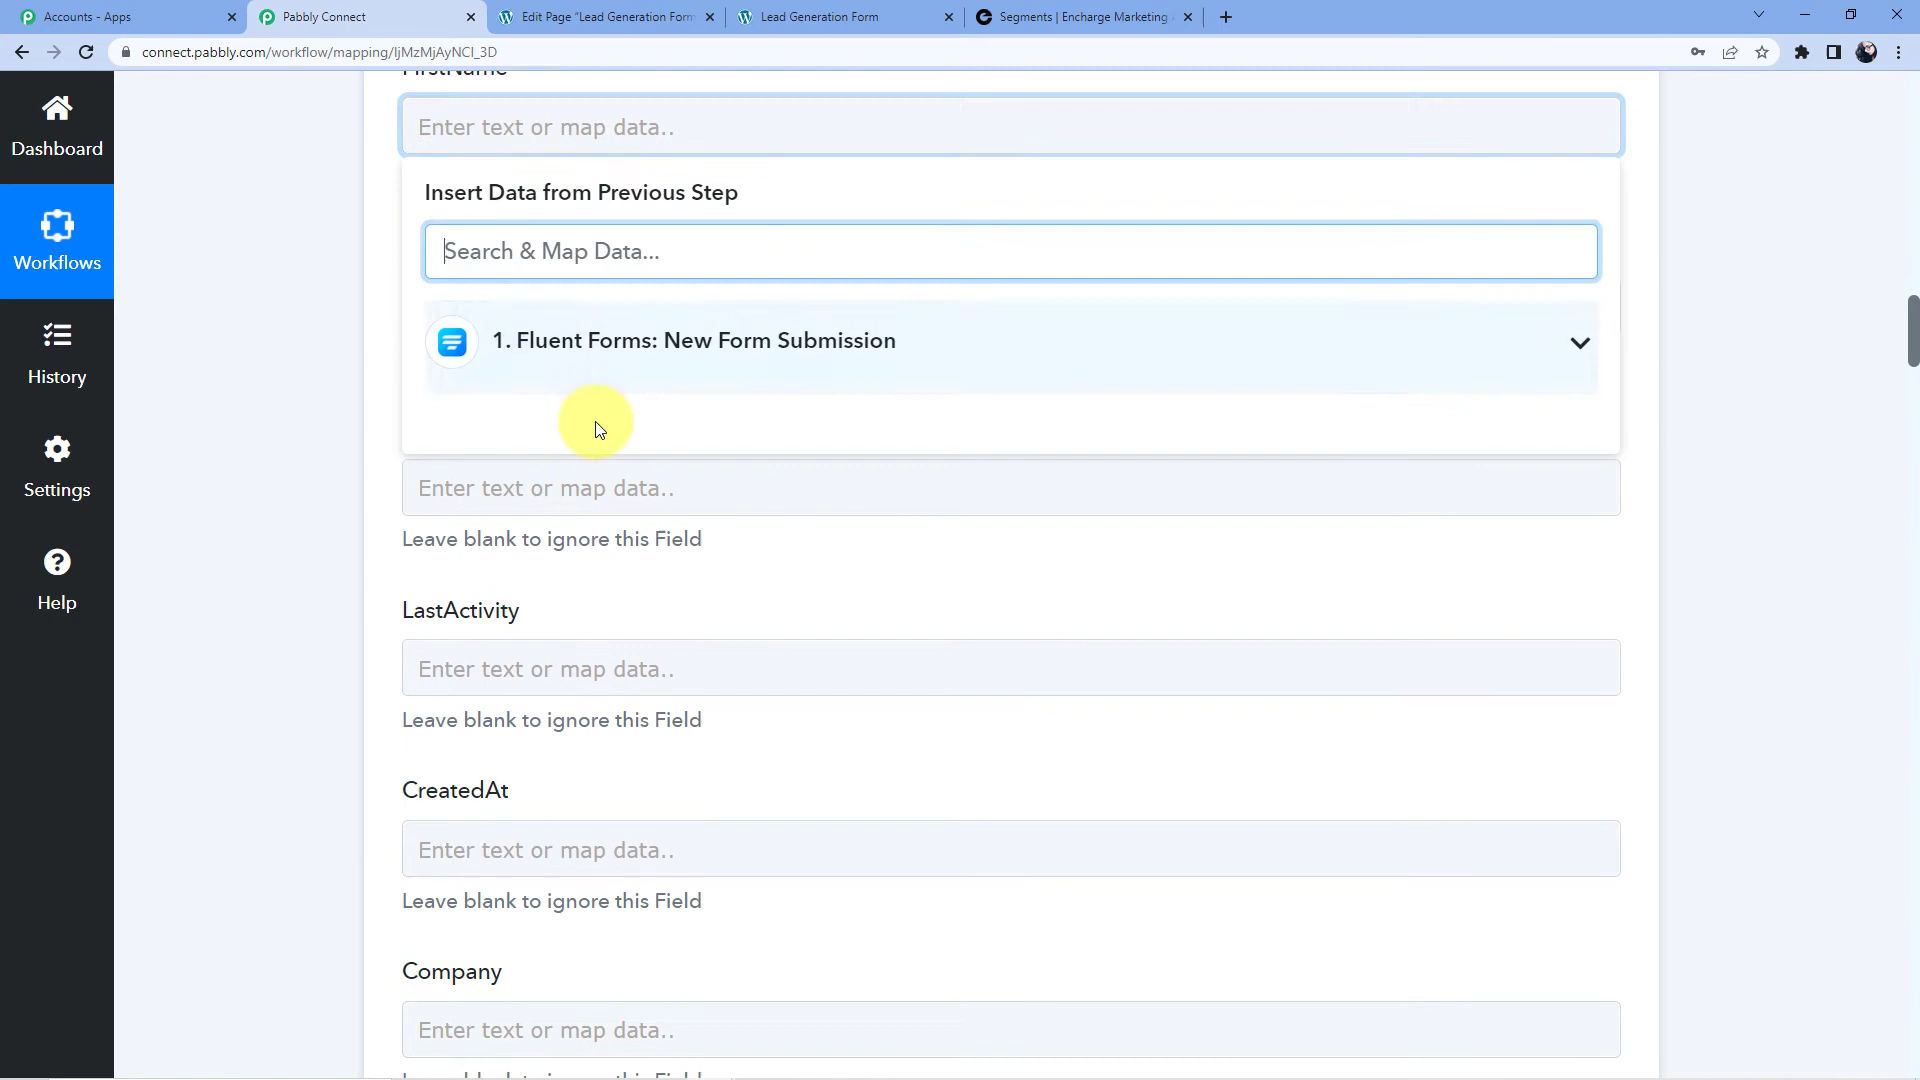 Accounts - Apps
Pabbly Connect
Edit Page "Lead Generation Form
Lead Generation Form
Segments | Encharge Marketing
connect.pabbly.com/workflow/mapping/IjMzMjAyNCI_3D
Dashboard
Workflows
History
Settings
Help
FirstName
Enter text or map data..
Insert Data from Previous Step
Search & Map Data...
1. Fluent Forms: New Form Submission
Enter text or map data..
Leave blank to ignore this Field
LastActivity
Enter text or map data..
Leave blank to ignore this Field
CreatedAt
Enter text or map data..
Leave blank to ignore this Field
Company
Enter text or map data..